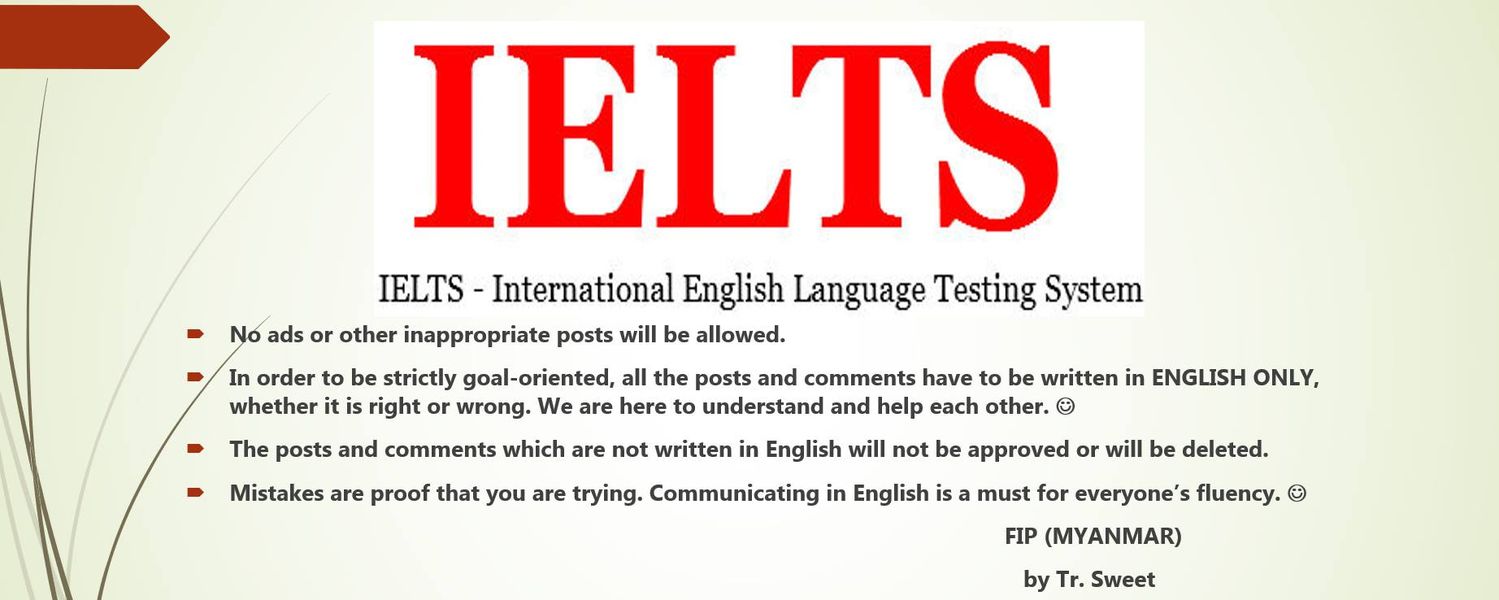 IELTS
IELTS - International English Language Testing System
No ads or other inappropriate posts will be allowed.
In order to be strictly goal-oriented, all the posts and comments have to be written in ENGLISH ONLY,
whether it is right or wrong. We are here to understand and help each other. ☺
The posts and comments which are not written in English will not be approved or will be deleted.
Mistakes are proof that you are trying. Communicating in English is a must for everyone’s fluency. ☺
FIP (MYANMAR)
by Tr. Sweet